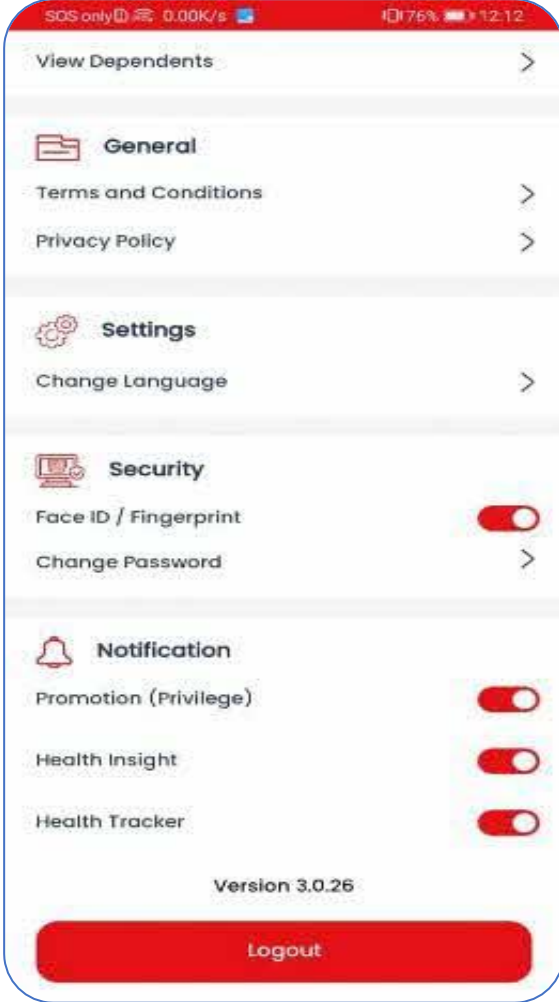 SOS only 0.00K/s 76% 12:12
View Dependents
General
Terms and Conditions
Privacy Policy
Settings
Change Language
Security
Face ID / Fingerprint
Change Password
Notification
Promotion (Privilege)
Health Insight
Health Tracker
Version 3.0.26
Logout